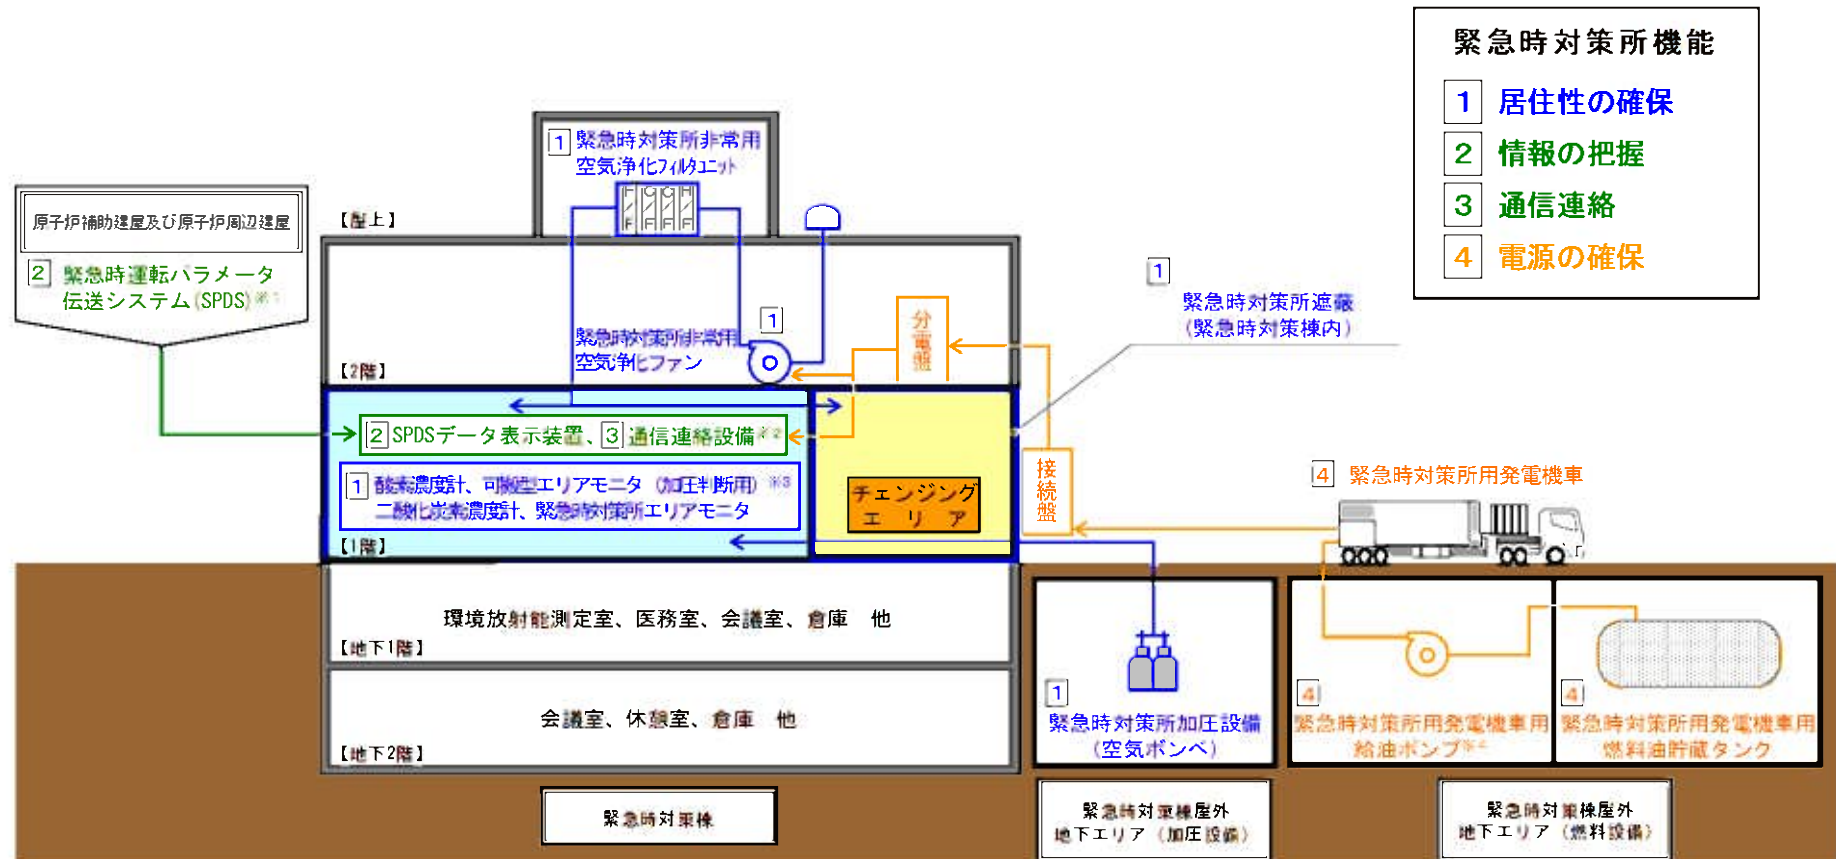 緊急時対策所機能
1 居住性の確保
2 情報の把握
3 通信連絡
4 電源の確保
1 緊急時対策所非常用
空気浄化フィルタユニット
F G G H
F F F F
原子炉補助建屋及び原子炉周辺建屋
2 緊急時運転パラメータ
伝送システム(SPDS)※1
【屋上】
1
緊急時対策所非常用
空気浄化ファン
分電盤
1
緊急時対策所遮蔽
(緊急時対策棟内)
【2階】
2 SPDSデータ表示装置、3 通信連絡設備※2
1 酸素濃度計、可搬型エリアモニタ(加圧判断用)※3
二酸化炭素濃度計、緊急時対策所エリアモニタ
チェンジング
エリア
接続盤
4 緊急時対策所用発電機車
【1階】
環境放射能測定室、医務室、会議室、倉庫 他
【地下1階】
会議室、休憩室、倉庫 他
【地下2階】
1
緊急時対策所加圧設備
(空気ボンベ)
4
緊急時対策所用発電機車用
給油ポンプ※4
4
緊急時対策所用発電機車用
燃料油貯蔵タンク
緊急時対策棟
緊急時対策棟屋外
地下エリア(加圧設備)
緊急時対策棟屋外
地下エリア(燃料設備)